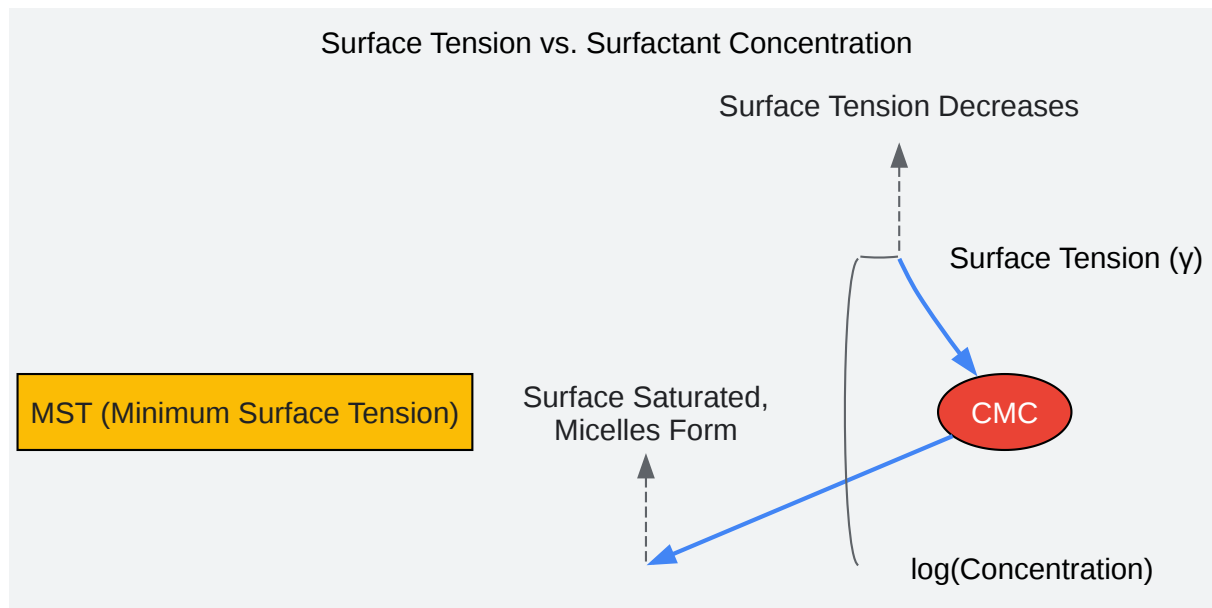 Surface Tension vs. Surfactant Concentration
Surface Tension Decreases
Surface Tension (γ)
MST (Minimum Surface Tension)
Surface Saturated,
Micelles Form
CMC
log(Concentration)